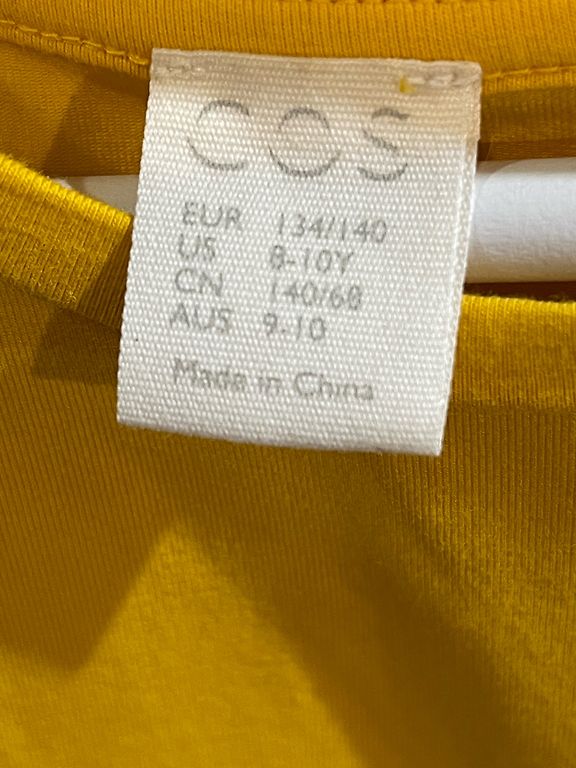 COS
EUR 134/140
US 8-10Y
CN 140/68
AUS 9-10
Made in China